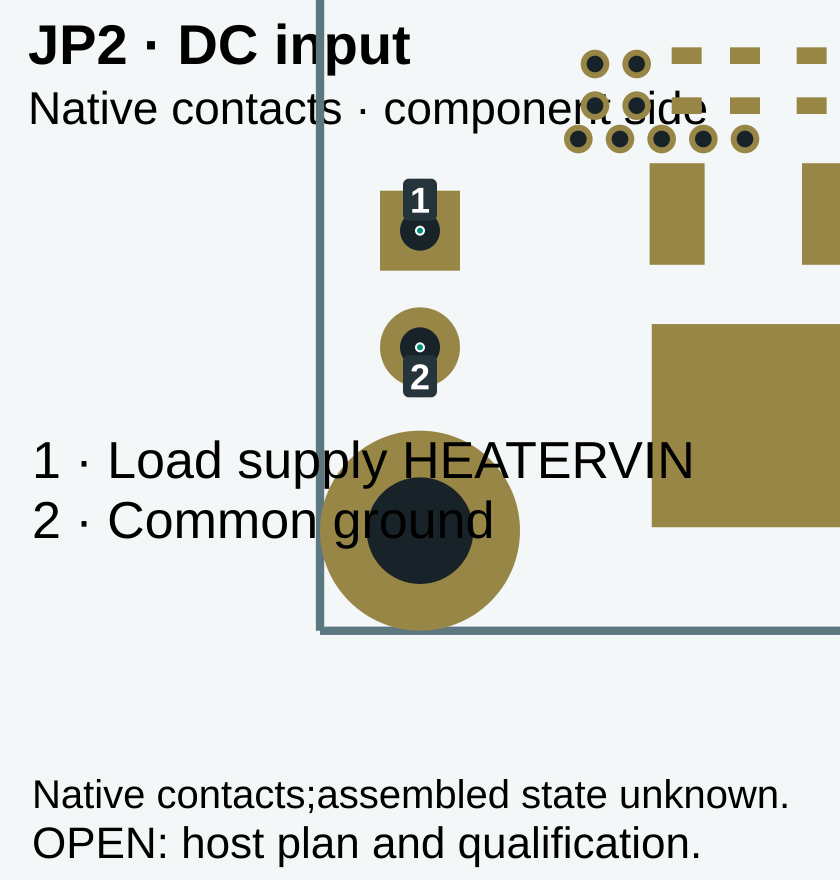 JP2 · DC input
Native contacts · component side
1
2
1 · Load supply HEATERVIN
2 · Common ground
Native contacts;assembled state unknown.
OPEN: host plan and qualification.